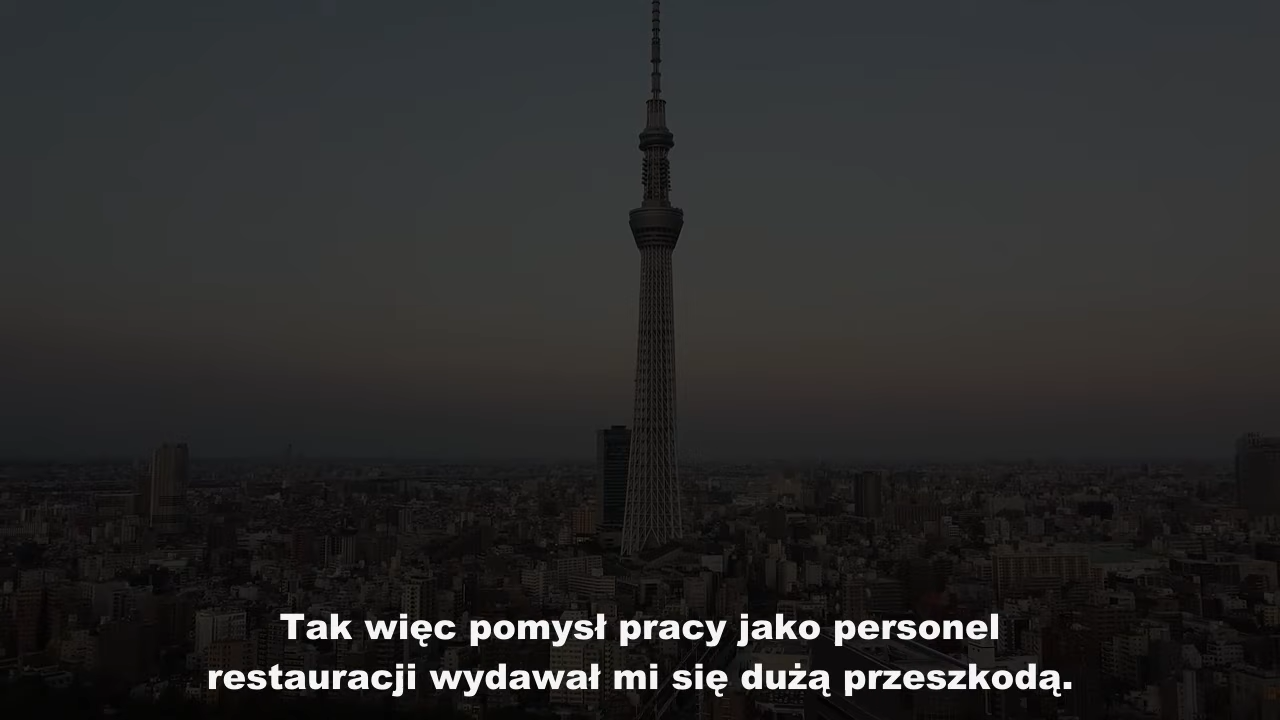 Tak więc pomysł pracy jako personel
restauracji wydawał mi się dużą przeszkodą.